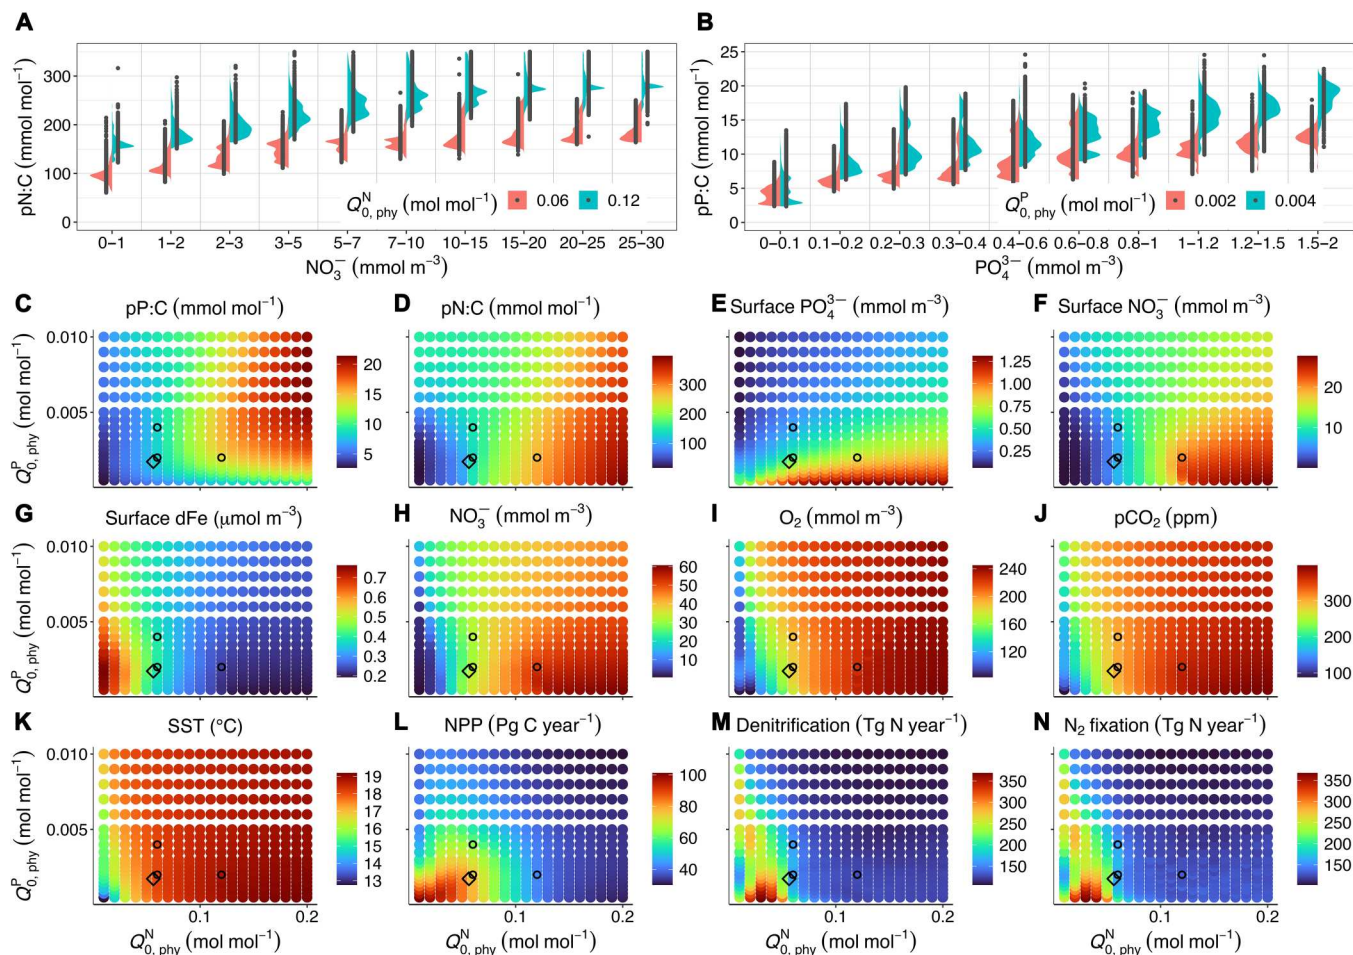 A
B
pN:C (mmol mol⁻¹)
300
200
100
0
Q^N_0, phy (mol mol⁻¹) 0.06 0.12
0−1 1−2 2−3 3−5 5−7 7−10 10−15 15−20 20−25 25−30
NO₃⁻ (mmol m⁻³)
pP:C (mmol mol⁻¹)
25
20
15
10
5
0
Q^P_0, phy (mol mol⁻¹) 0.002 0.004
0−0.1 0.1−0.2 0.2−0.3 0.3−0.4 0.4−0.6 0.6−0.8 0.8−1 1−1.2 1.2−1.5 1.5−2
PO₄³⁻ (mmol m⁻³)
C pP:C (mmol mol⁻¹)
D pN:C (mmol mol⁻¹)
E Surface PO₄³⁻ (mmol m⁻³)
F Surface NO₃⁻ (mmol m⁻³)
Q^P_0, phy (mol mol⁻¹)
0.010
0.005
20
15
10
5
300
200
100
1.25
1.00
0.75
0.50
0.25
20
10
G Surface dFe (μmol m⁻³)
H NO₃⁻ (mmol m⁻³)
I O₂ (mmol m⁻³)
J pCO₂ (ppm)
Q^P_0, phy (mol mol⁻¹)
0.010
0.005
0.7
0.6
0.5
0.4
0.3
0.2
60
50
40
30
20
10
240
200
160
120
300
200
100
K SST (°C)
L NPP (Pg C year⁻¹)
M Denitrification (Tg N year⁻¹)
N N₂ fixation (Tg N year⁻¹)
Q^P_0, phy (mol mol⁻¹)
0.010
0.005
19
18
17
16
15
14
13
100
80
60
40
350
300
250
200
150
350
300
250
200
150
0.1 0.2
0.1 0.2
0.1 0.2
0.1 0.2
Q^N_0, phy (mol mol⁻¹)
Q^N_0, phy (mol mol⁻¹)
Q^N_0, phy (mol mol⁻¹)
Q^N_0, phy (mol mol⁻¹)